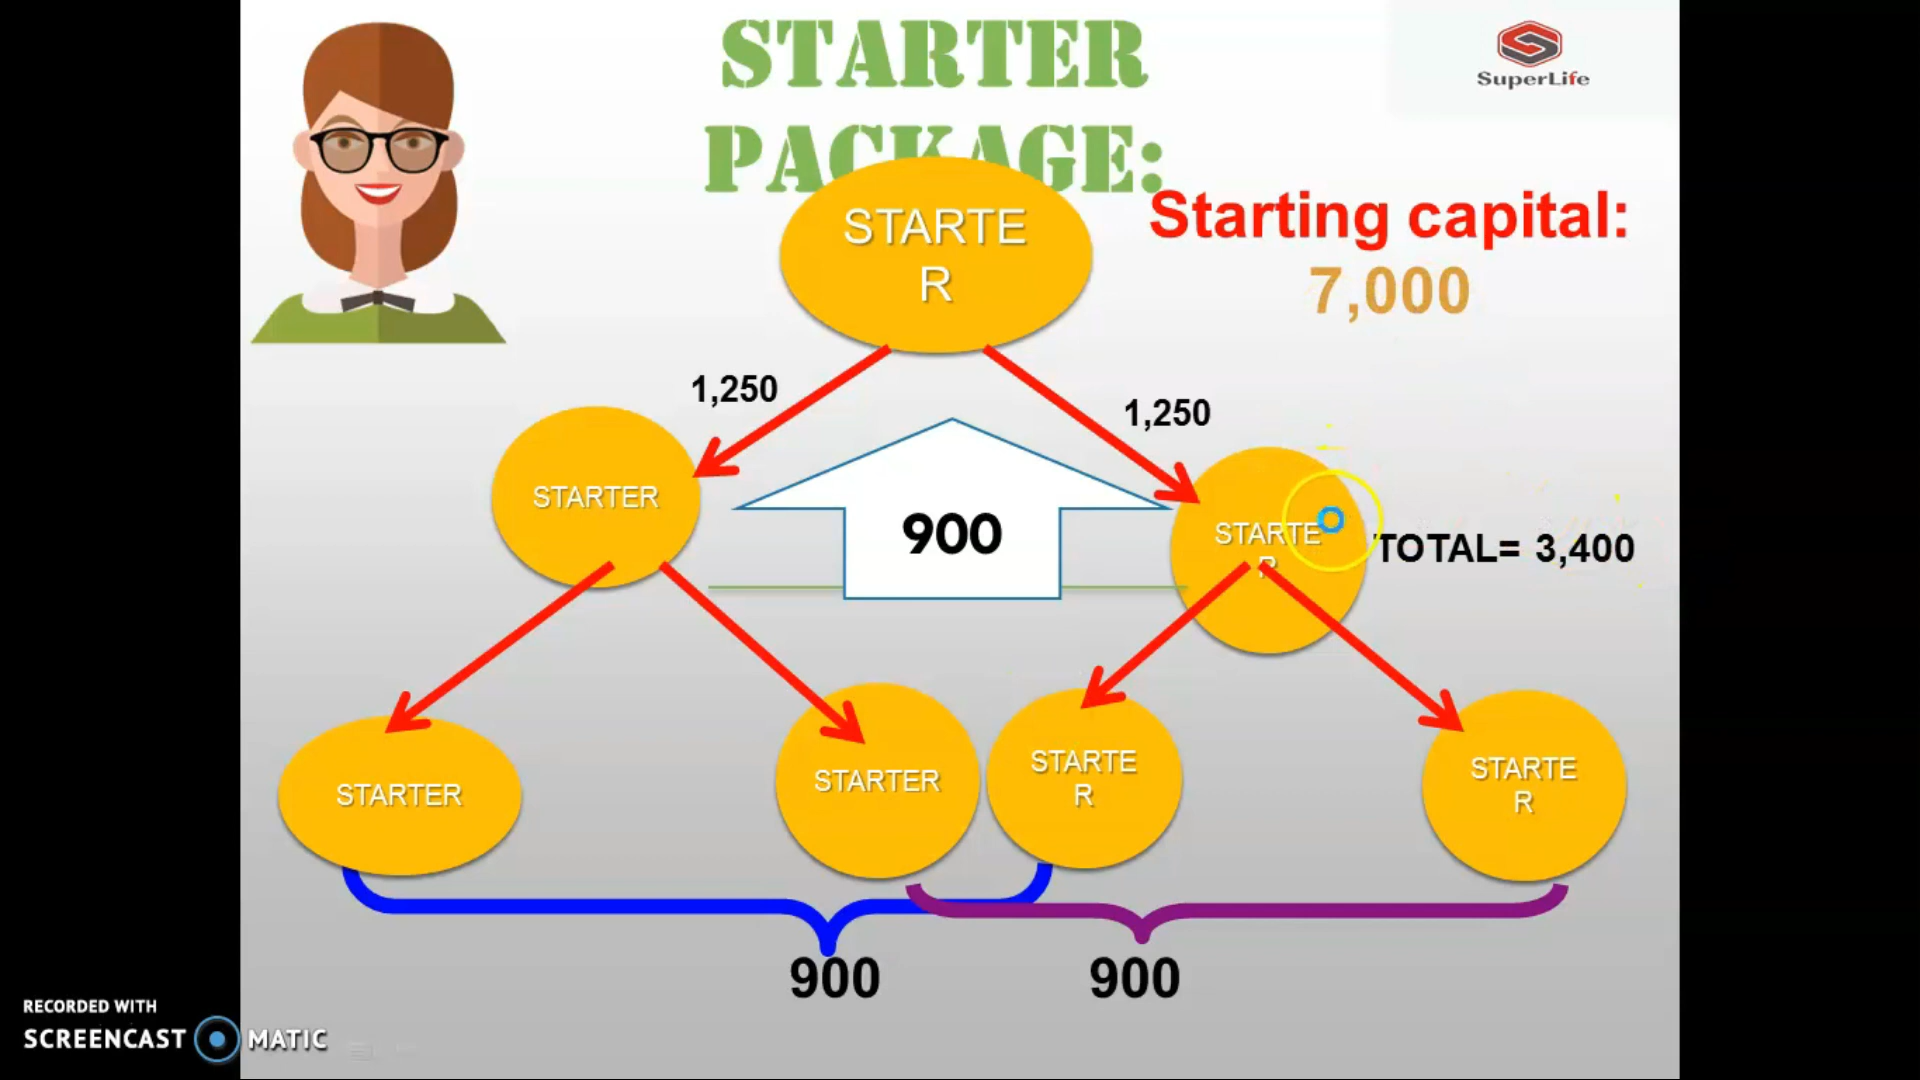 STARTER
PACKAGE:
SuperLife
Starting capital:
7,000
STARTE
R
1,250
1,250
STARTER
900
STARTE
R
TOTAL= 3,400
STARTER
STARTER
STARTE
R
STARTE
R
900
900
RECORDED WITH
SCREENCAST MATIC